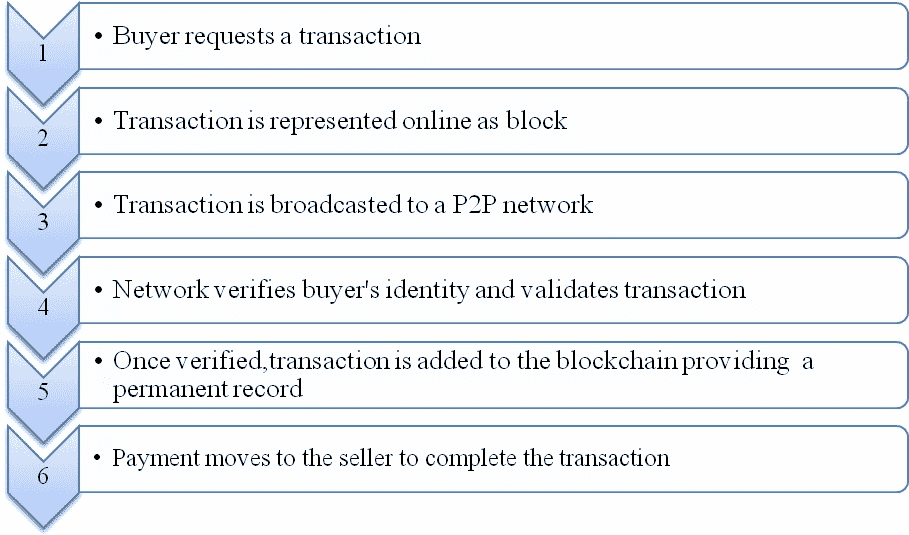 1
• Buyer requests a transaction
2
• Transaction is represented online as block
3
• Transaction is broadcasted to a P2P network
4
• Network verifies buyer's identity and validates transaction
5
• Once verified,transaction is added to the blockchain providing a
permanent record
6
• Payment moves to the seller to complete the transaction